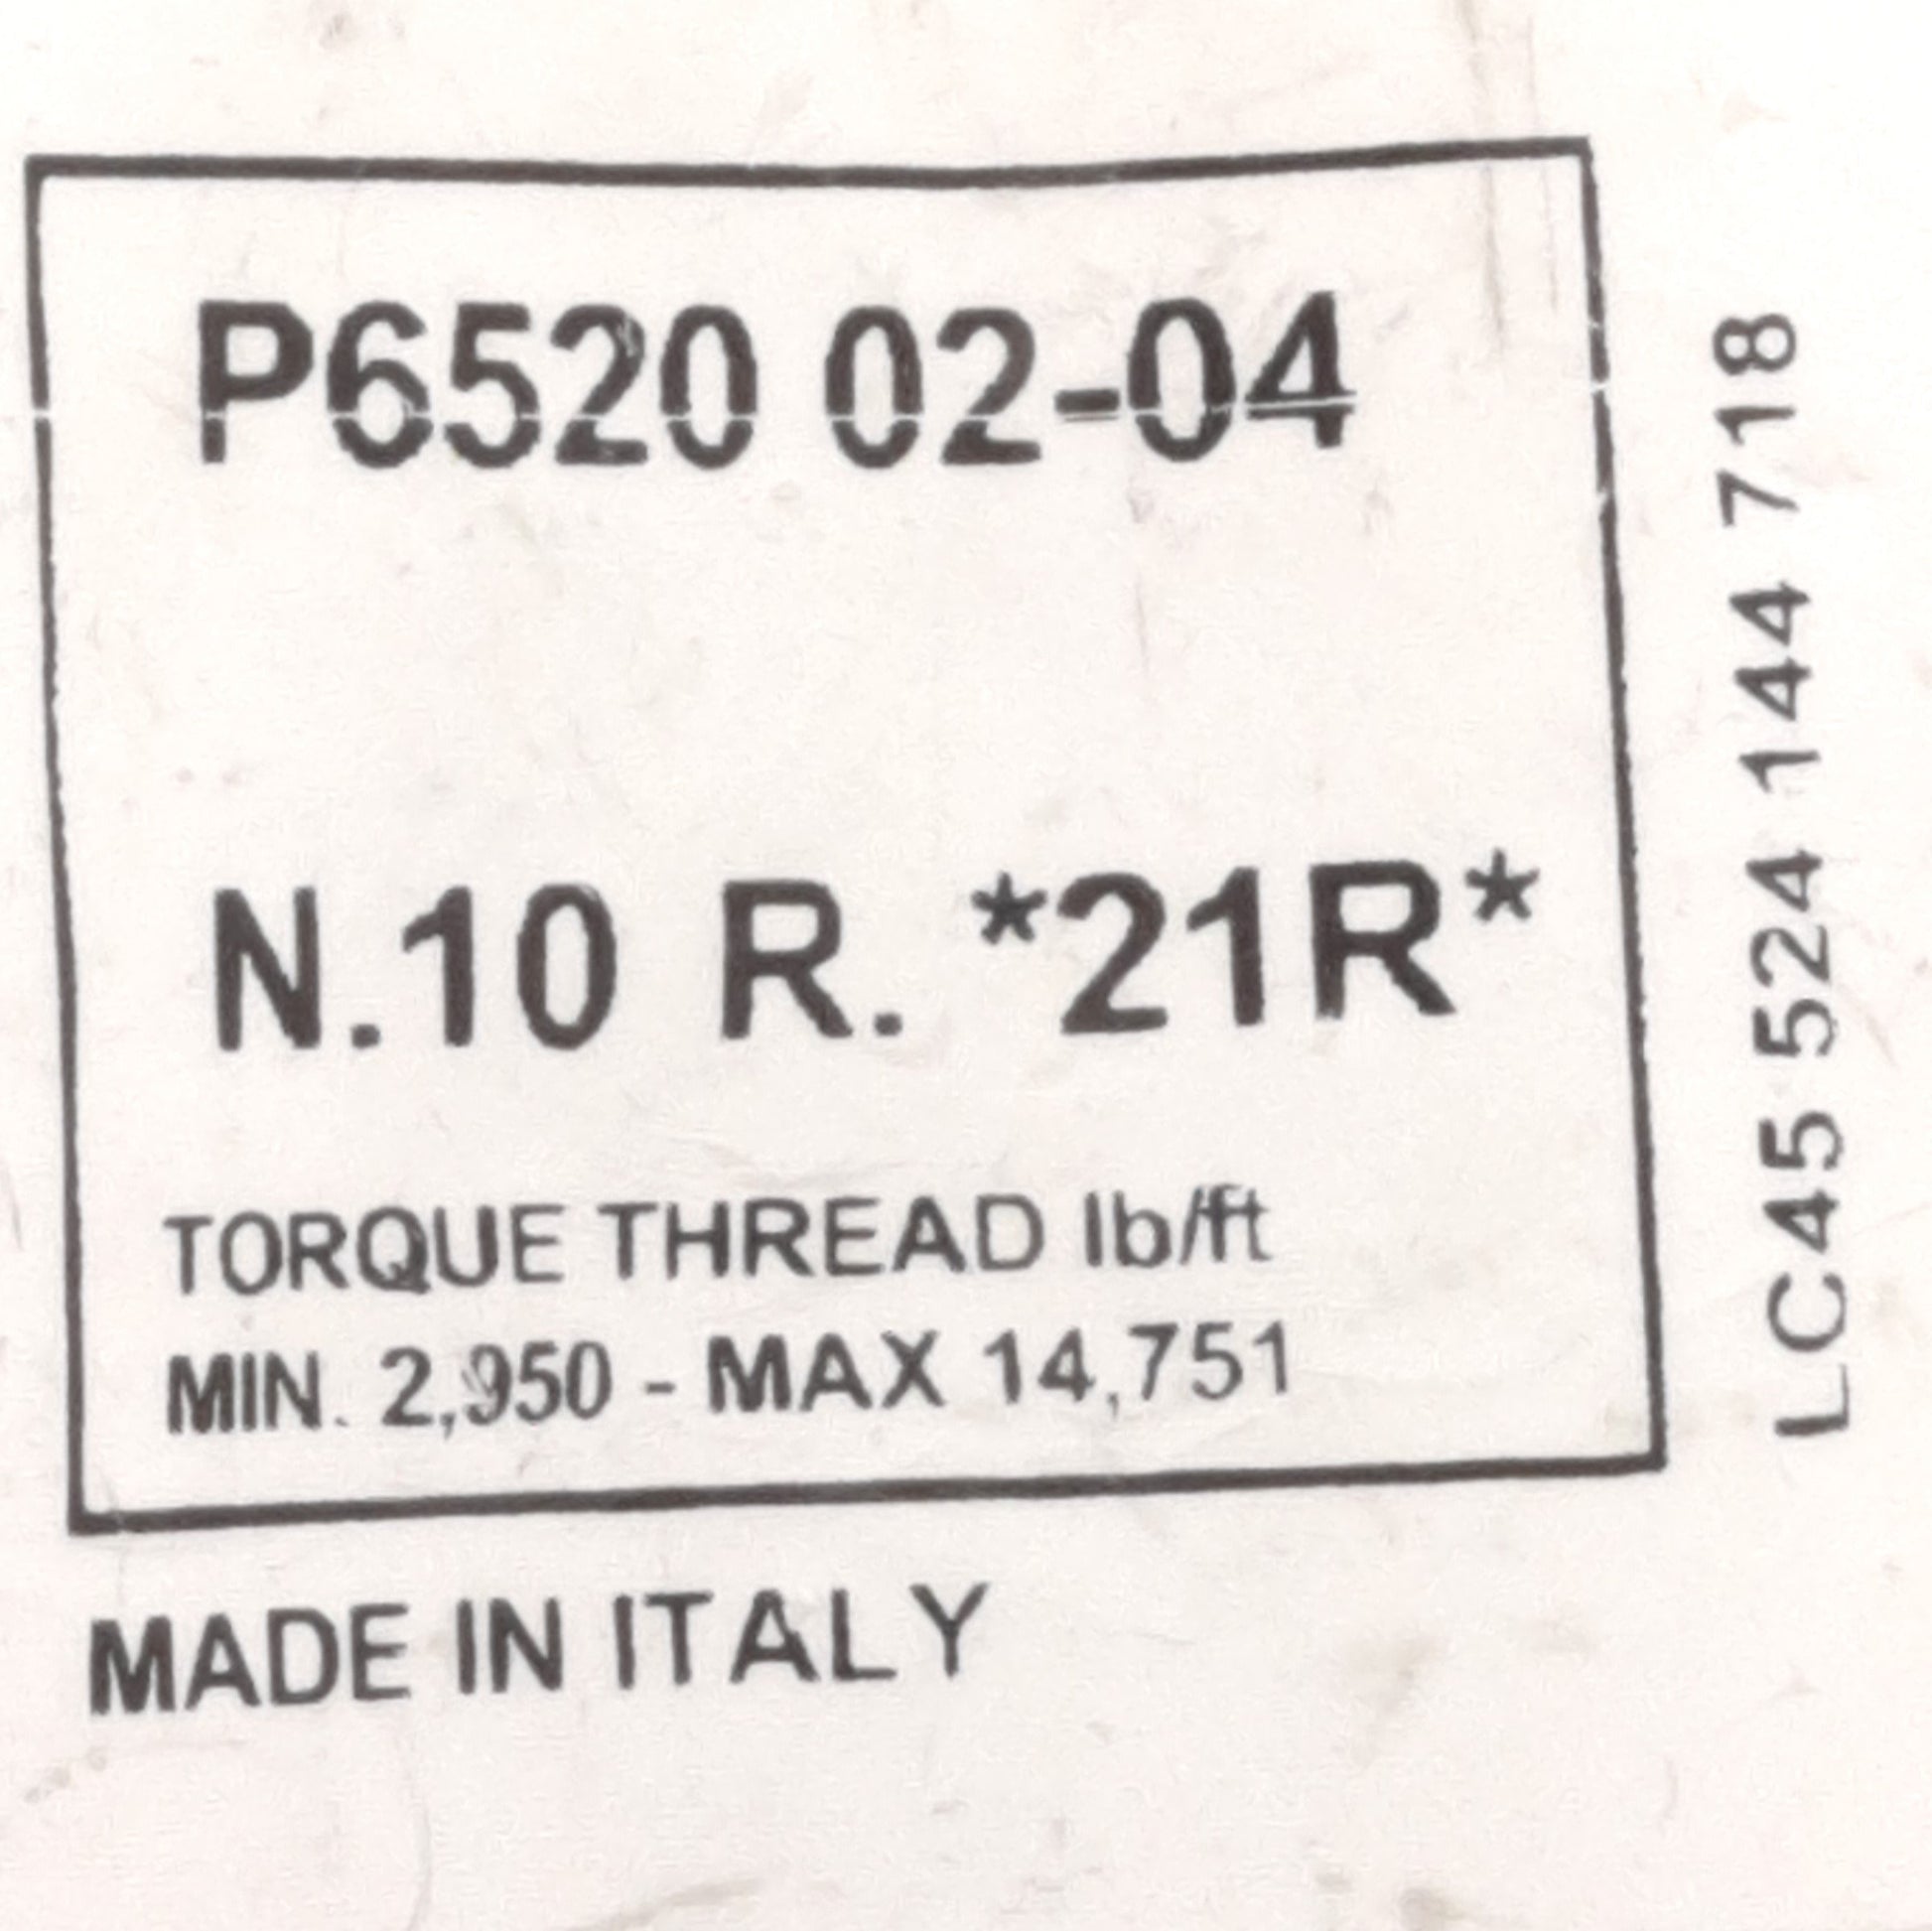 P6520 02-04
N.10 R. *21R*
TORQUE THREAD lb/ft
MIN. 2,950 - MAX 14,751
MADE IN ITALY
LC45 524 144 718